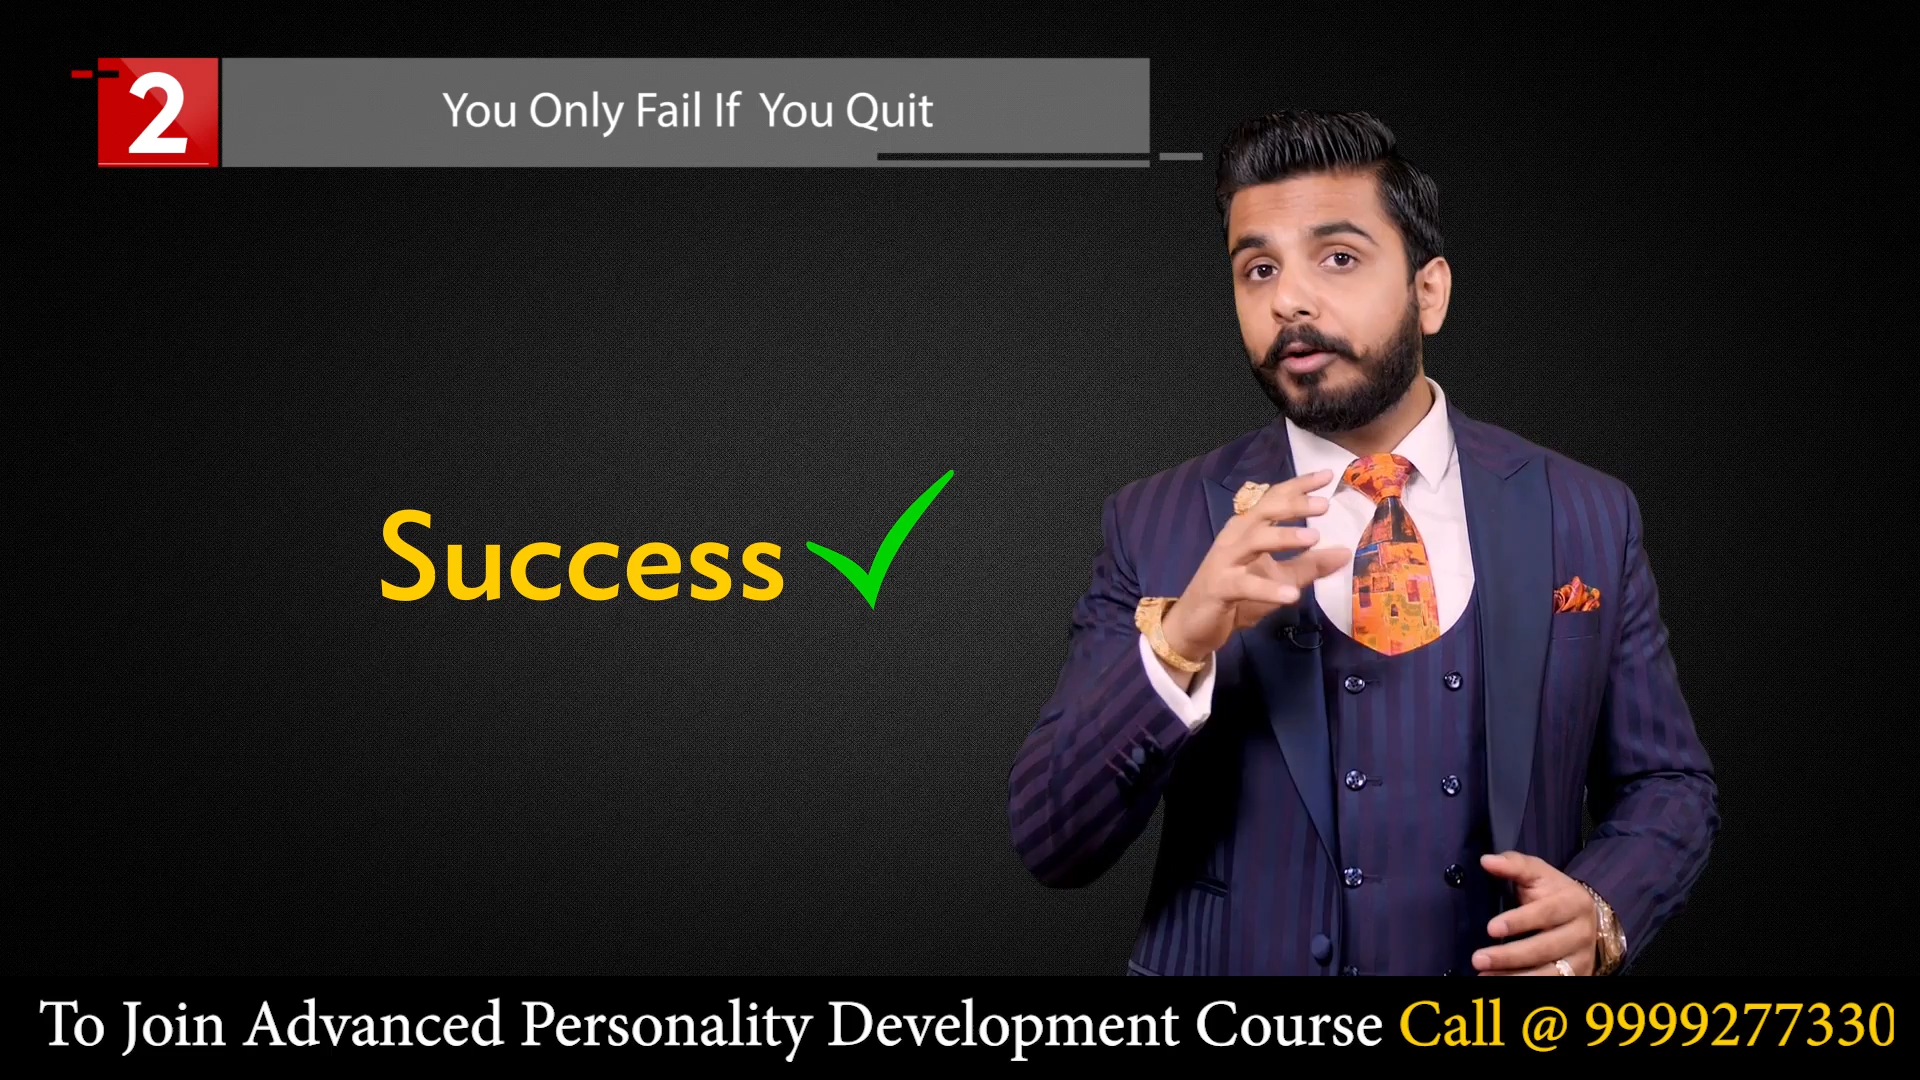 2
You Only Fail If You Quit
Success
To Join Advanced Personality Development Course Call @ 9999277330